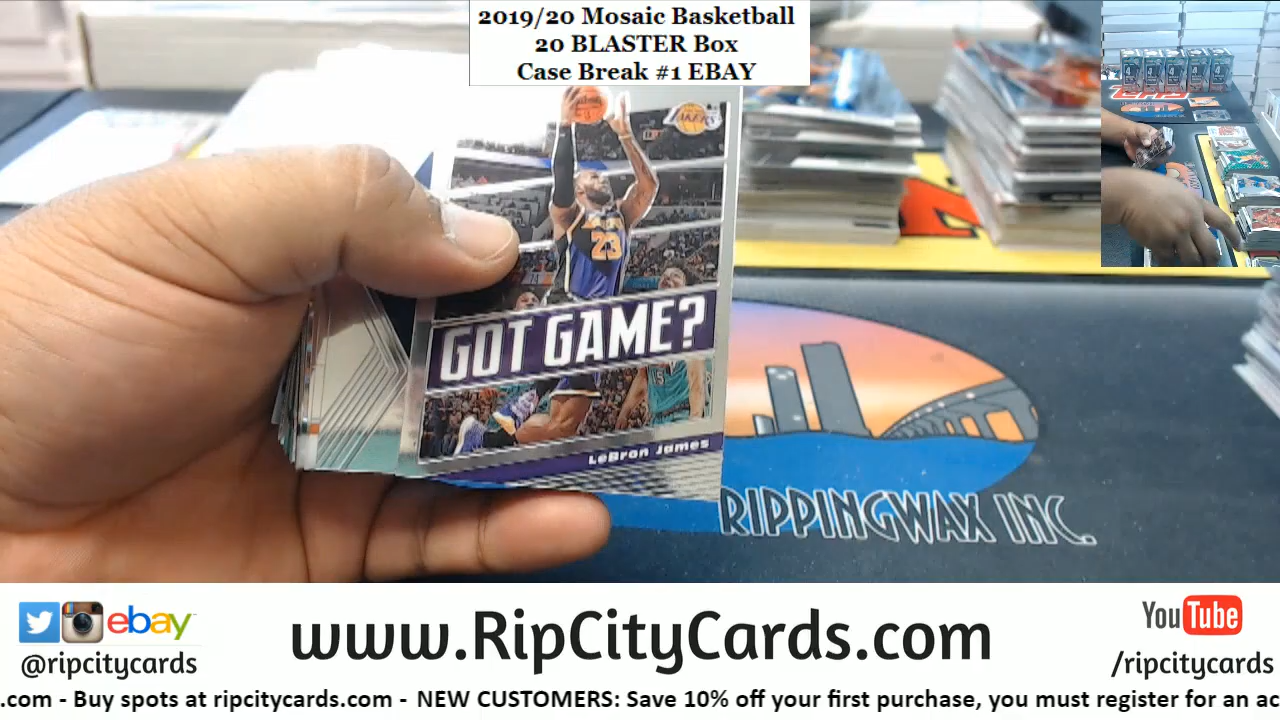 2019/20 Mosaic Basketball
20 BLASTER Box
Case Break #1 EBAY
LAKERS
23
GOT GAME?
LeBron James
RIPPINGWAX INC.
ebay
@ripcitycards
www.RipCityCards.com
YouTube
/ripcitycards
.com - Buy spots at ripcitycards.com - NEW CUSTOMERS: Save 10% off your first purchase, you must register for an ac